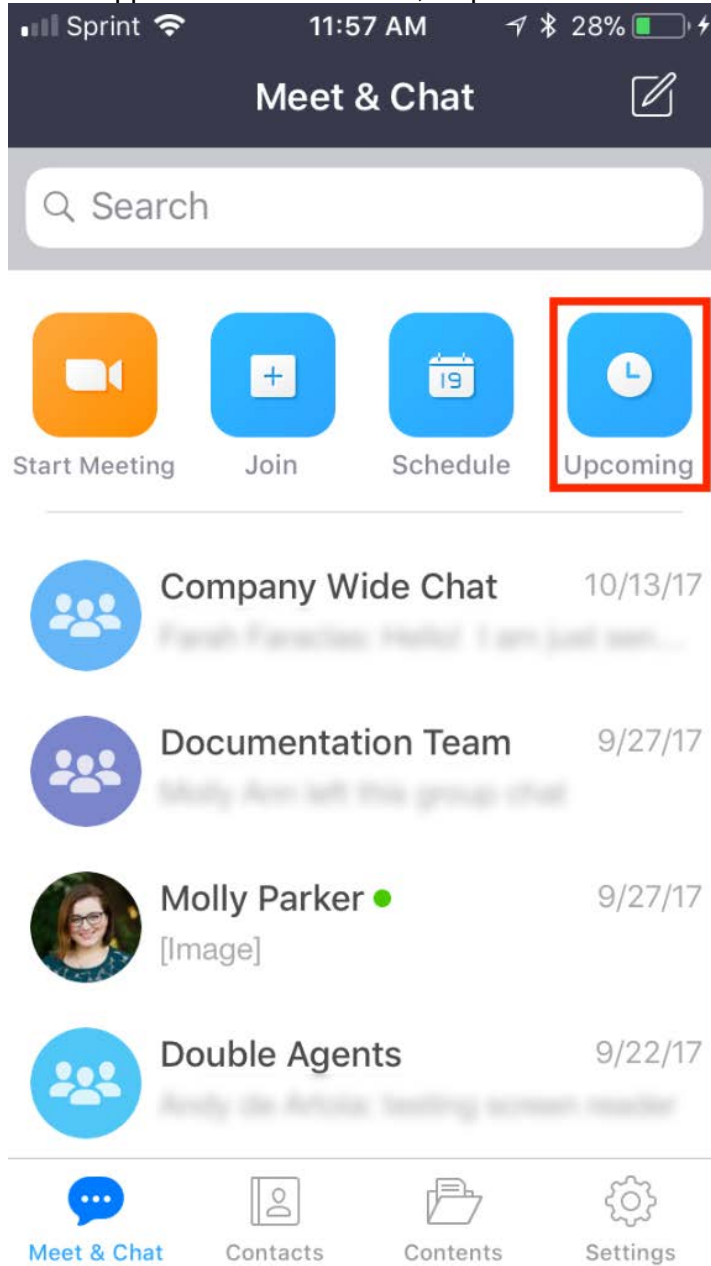 Sprint 11:57 AM 28%
Meet & Chat
Search
19
Start Meeting Join Schedule Upcoming
Company Wide Chat 10/13/17
Documentation Team 9/27/17
Molly Parker 9/27/17
[Image]
Double Agents 9/22/17
Meet & Chat Contacts Contents Settings